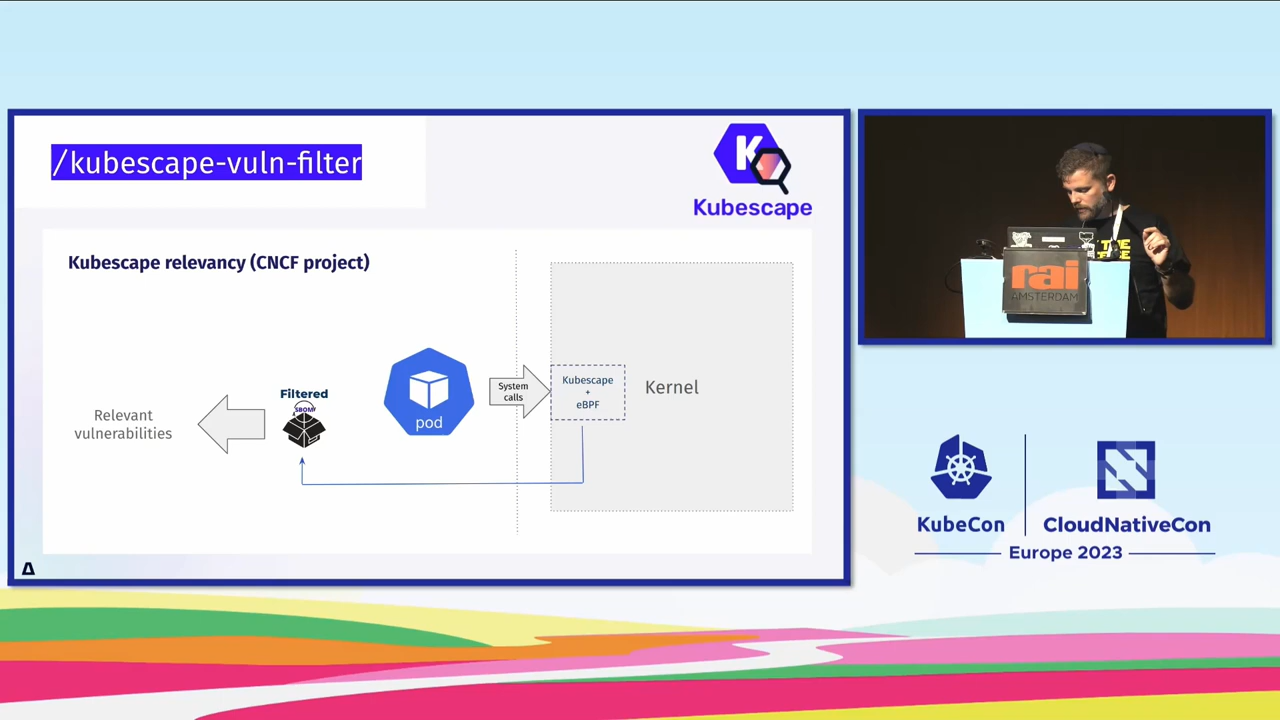 /kubescape-vuln-filter
Kubescape
Kubescape relevancy (CNCF project)
Relevant
vulnerabilities
Filtered
SBOM
pod
System
calls
Kubescape
+
eBPF
Kernel
rai
AMSTERDAM
THE
KubeCon
CloudNativeCon
Europe 2023